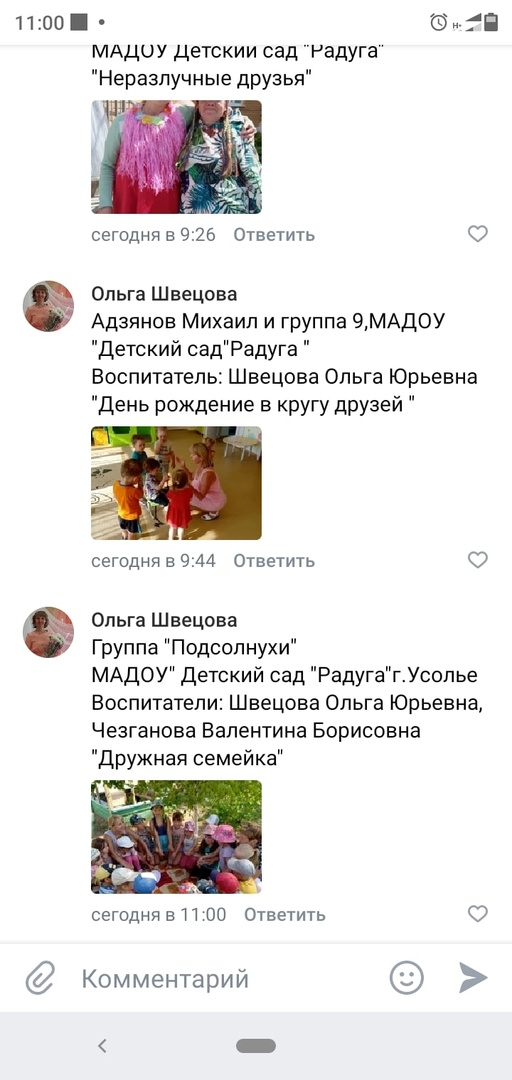 11:00
МАДОУ Детский сад "Радуга"
"Неразлучные друзья"
сегодня в 9:26 Ответить
Ольга Швецова
Адзянов Михаил и группа 9,МАДОУ
"Детский сад"Радуга "
Воспитатель: Швецова Ольга Юрьевна
"День рождение в кругу друзей "
сегодня в 9:44 Ответить
Ольга Швецова
Группа "Подсолнухи"
МАДОУ" Детский сад "Радуга"г.Усолье
Воспитатели: Швецова Ольга Юрьевна,
Чезганова Валентина Борисовна
"Дружная семейка"
сегодня в 11:00 Ответить
Комментарий